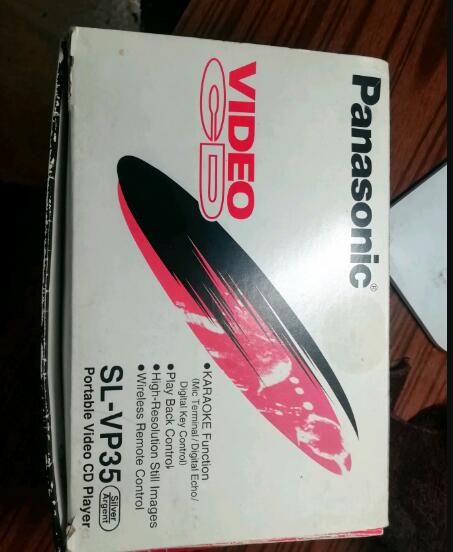 Panasonic®
VIDEO
CD
•KARAOKE Function
(Mic Terminal/Digital Echo/
Digital Key Control)
•Play Back Control
•High-Resolution Still Images
•Wireless Remote Control
SL-VP35 Silver Argent
Portable Video CD Player